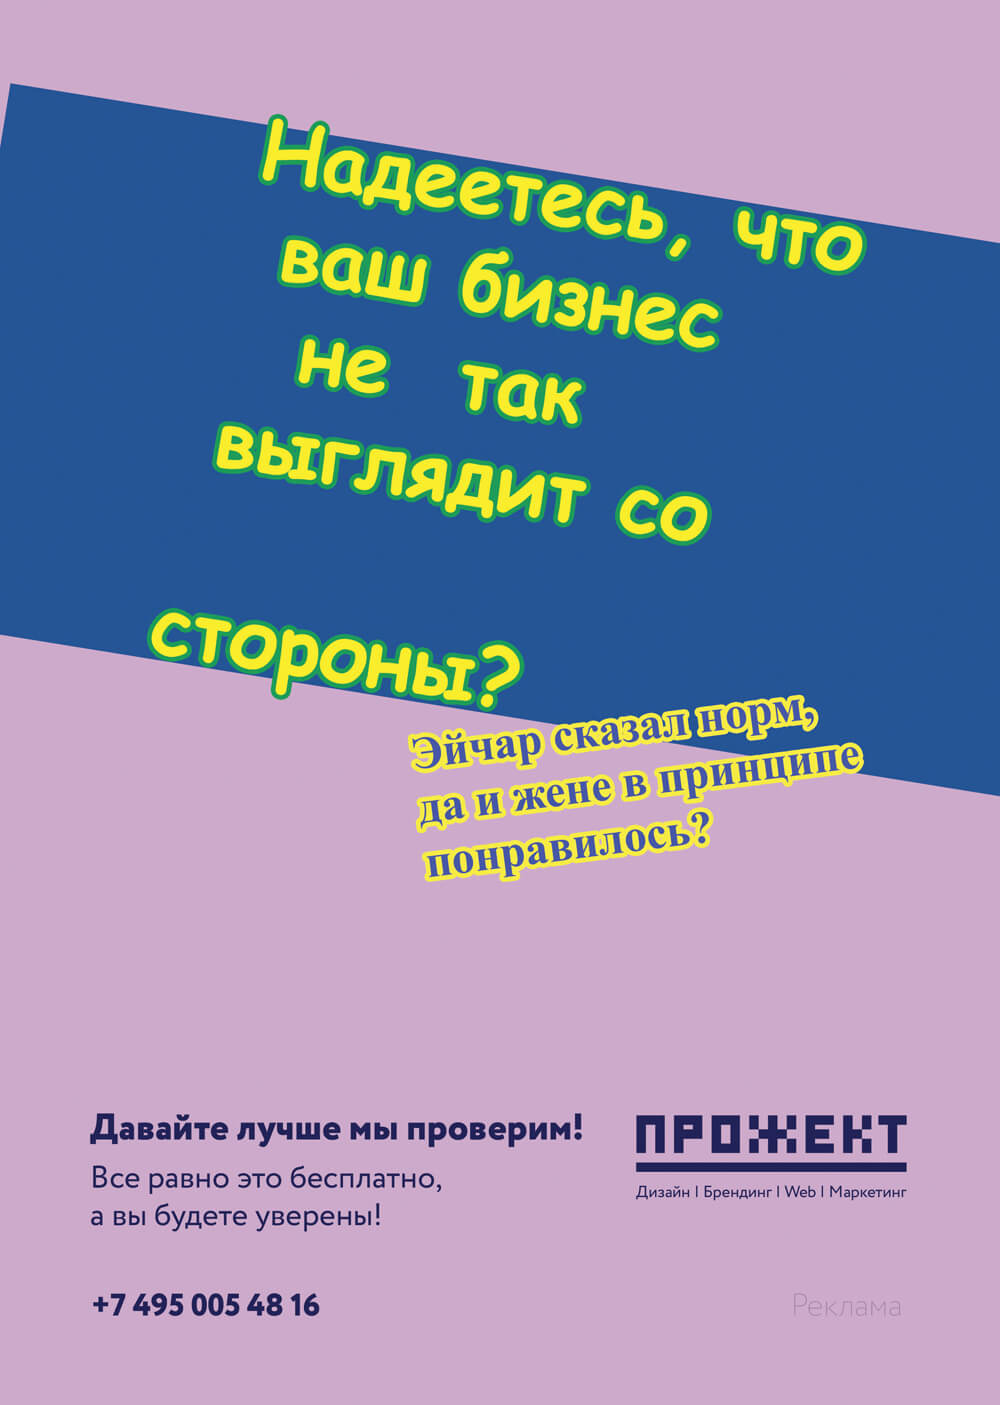 Надеетесь, что
ваш бизнес
не так
выглядит со
стороны?
Эйчар сказал норм,
да и жене в принципе
понравилось?
Давайте лучше мы проверим!
Все равно это бесплатно,
а вы будете уверены!
ПРОЖЕКТ
Дизайн | Брендинг | Web | Маркетинг
+7 495 005 48 16
Реклама